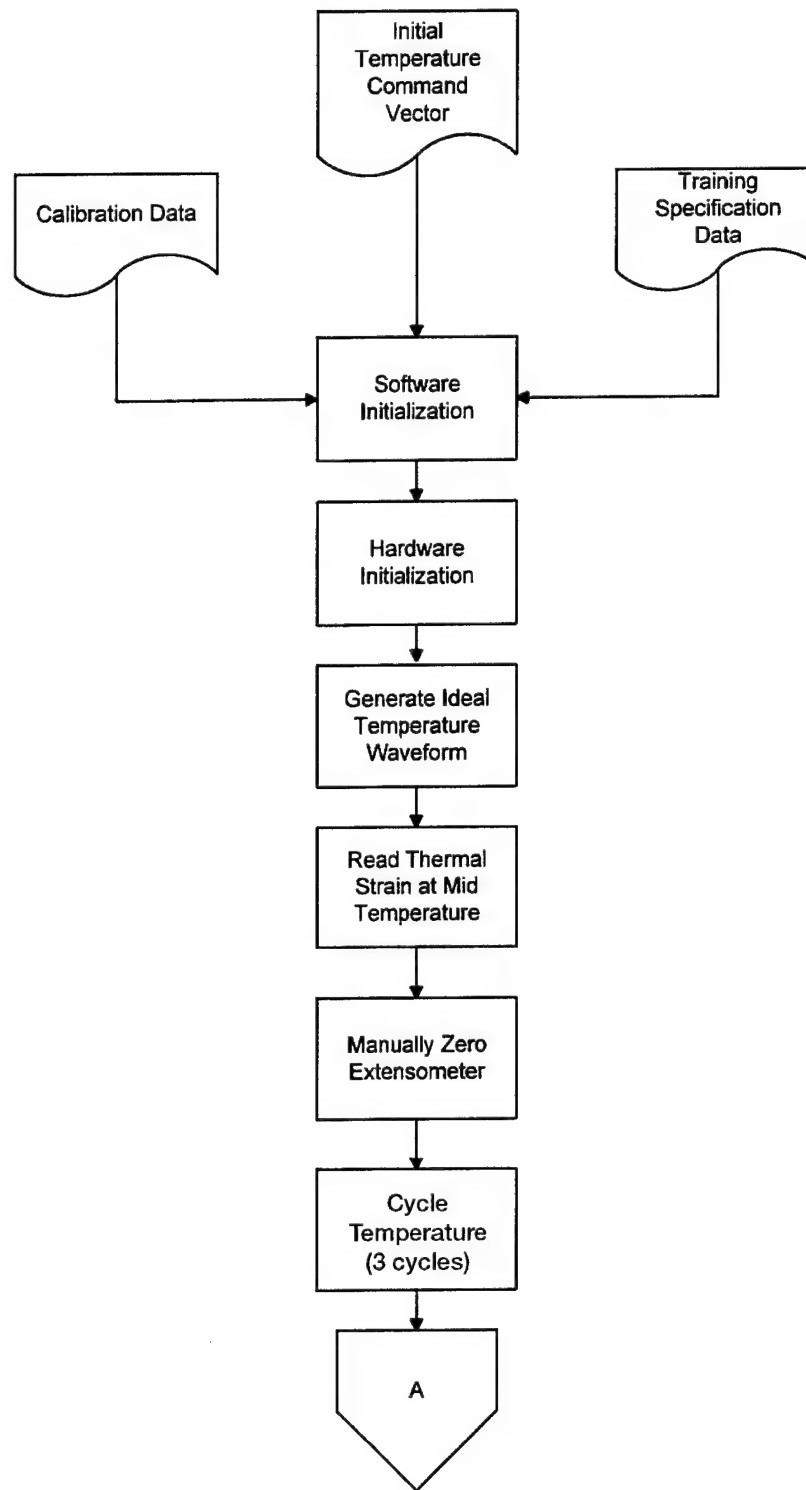 Initial
Temperature
Command
Vector
Calibration Data
Training
Specification
Data
Software
Initialization
Hardware
Initialization
Generate Ideal
Temperature
Waveform
Read Thermal
Strain at Mid
Temperature
Manually Zero
Extensometer
Cycle
Temperature
(3 cycles)
A